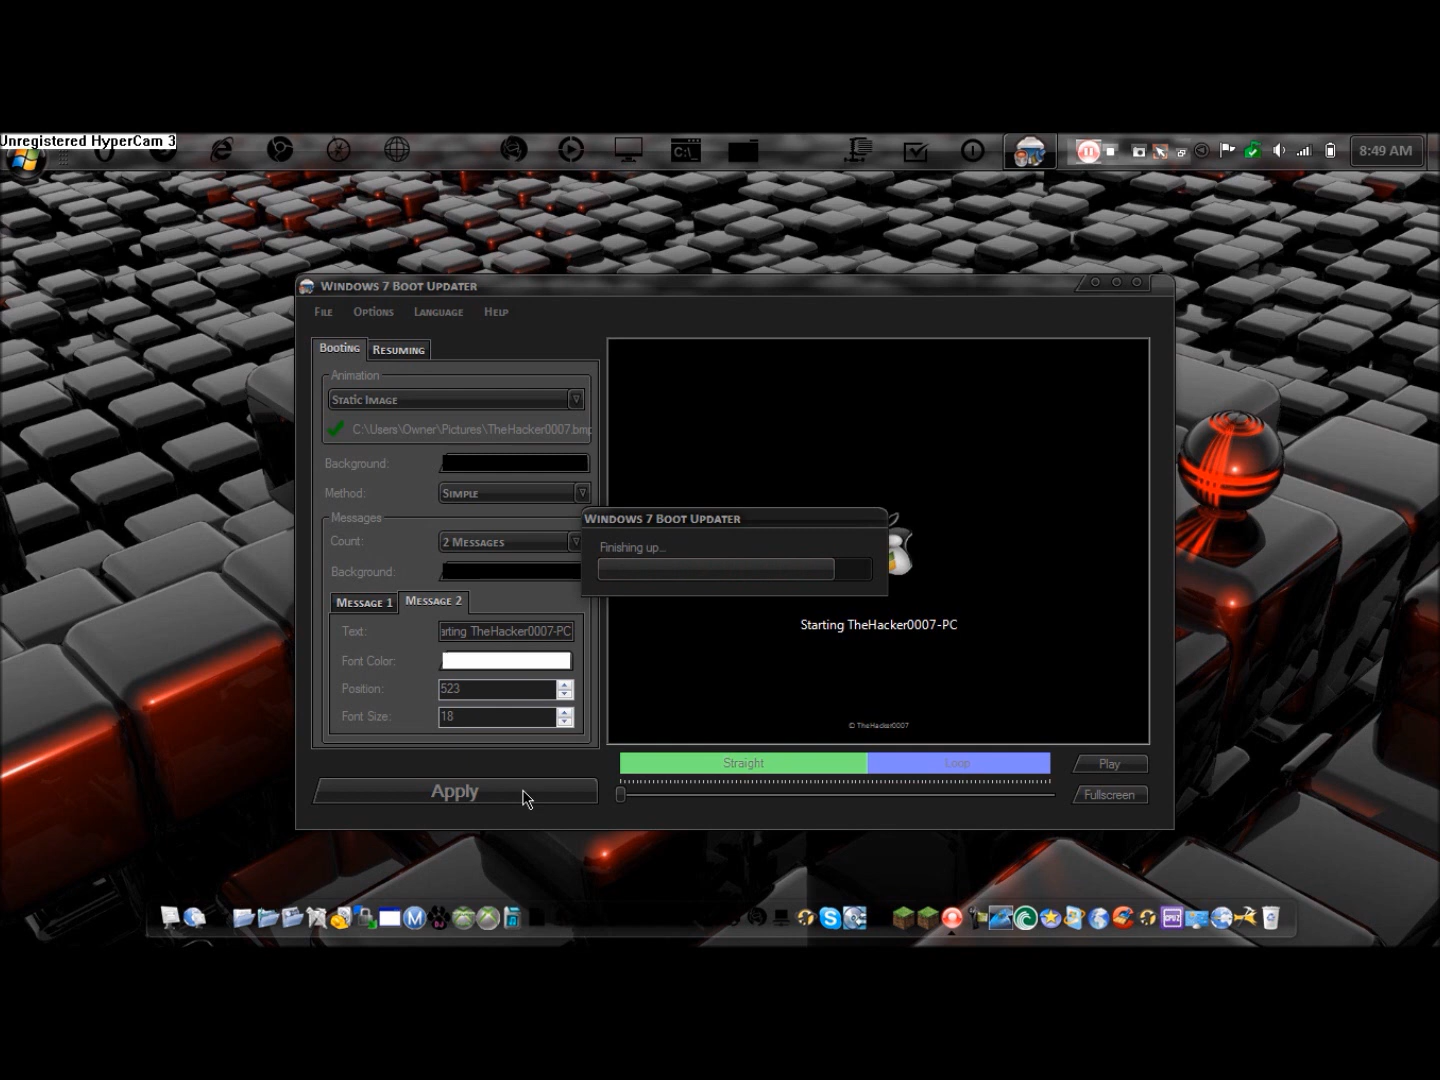 Unregistered HyperCam 3
C:\_
8:49 AM
Windows 7 Boot Updater
File Options Language Help
Booting Resuming
Animation
Static Image
C:\Users\Owner\Pictures\TheHacker0007.bmp
Background:
Method: Simple
Messages
Count: 2 Messages
Background:
Message 1 Message 2
Text: arting TheHacker0007-PC
Font Color:
Position: 523
Font Size: 18
Apply
Windows 7 Boot Updater
Finishing up...
Starting TheHacker0007-PC
© TheHacker0007
Straight Loop Play
Fullscreen